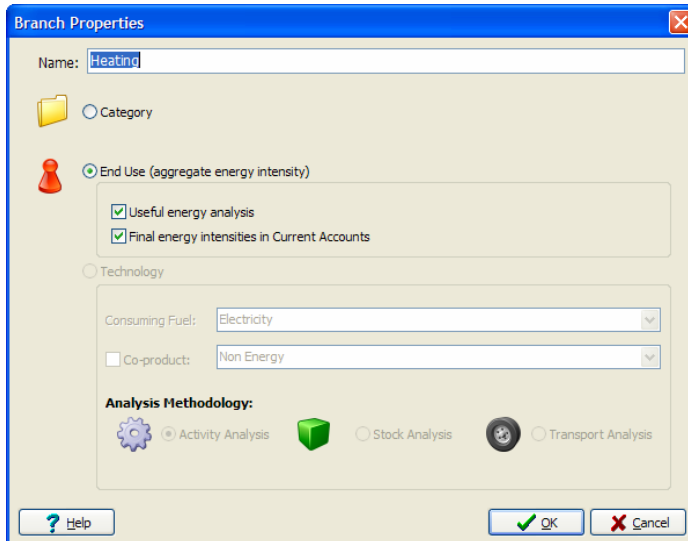 Branch Properties
Name: Heating
Category
End Use (aggregate energy intensity)
Useful energy analysis
Final energy intensities in Current Accounts
Technology
Consuming Fuel: Electricity
Co-product: Non Energy
Analysis Methodology:
Activity Analysis Stock Analysis Transport Analysis
Help OK Cancel